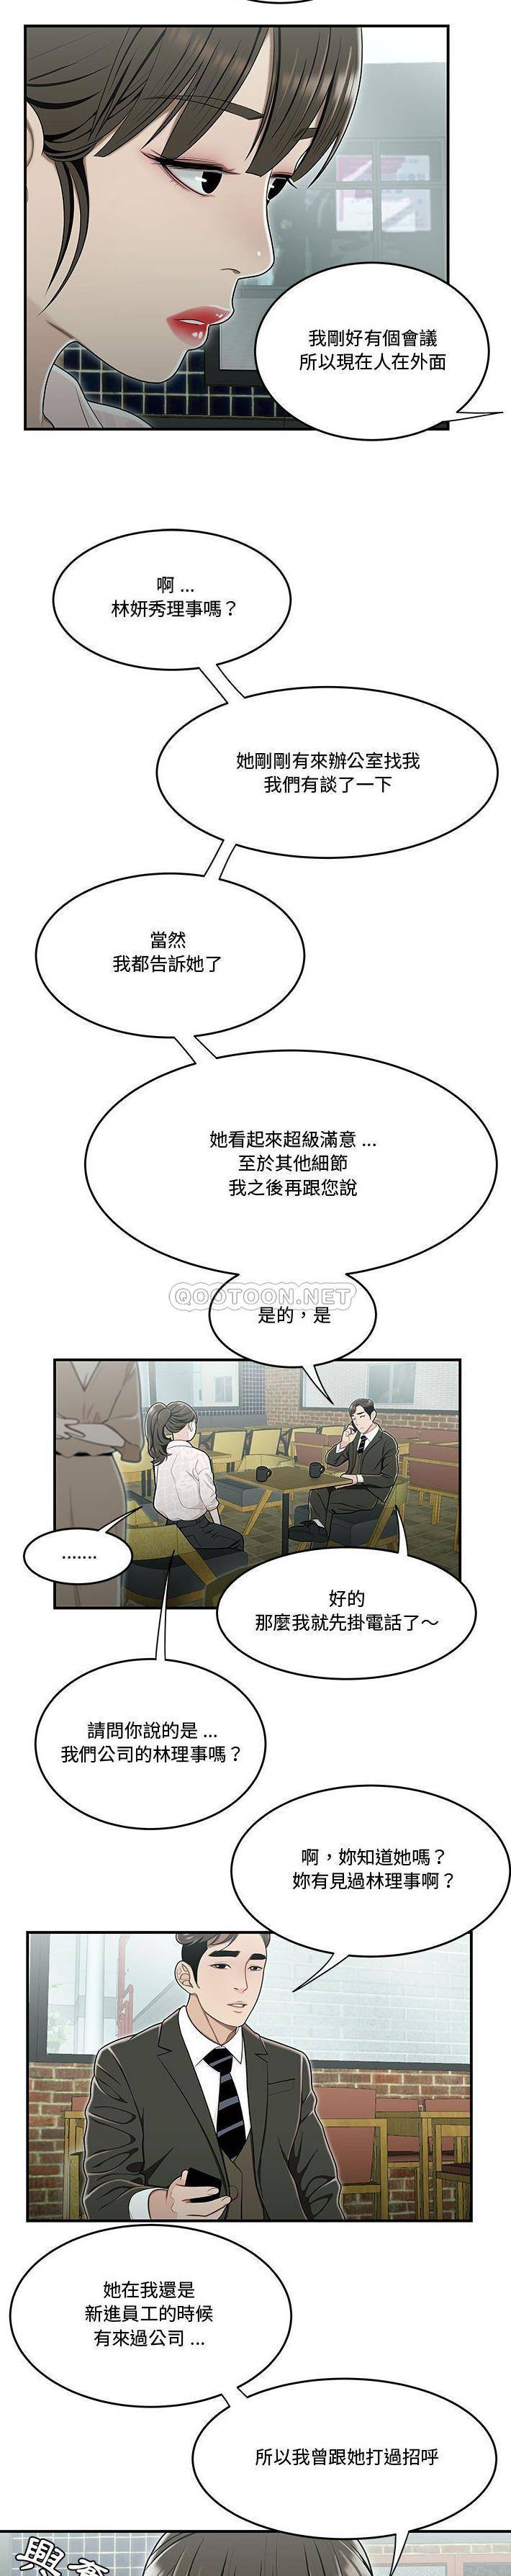 我剛好有個會議
所以現在人在外面
啊 ...
林妍秀理事嗎？
她剛剛有來辦公室找我
我們有談了一下
當然
我都告訴她了
她看起來超級滿意 ...
至於其他細節
我之後再跟您說
QOOTOON.NET
是的，是
.......
好的
那麼我就先掛電話了～
請問你說的是 ...
我們公司的林理事嗎？
啊，妳知道她嗎？
妳有見過林理事啊？
她在我還是
新進員工的時候
有來過公司 ...
所以我曾跟她打過招呼
興奮